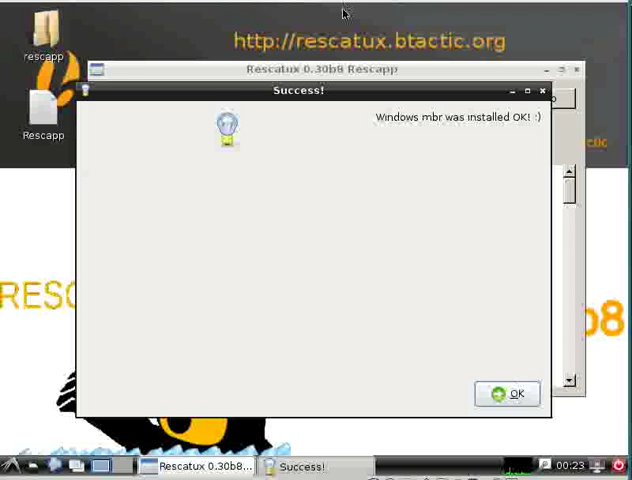 http://rescatux.btactic.org
rescapp
Rescatux 0.30b8 Rescapp
Success!
Windows mbr was installed OK! :)
Rescapp
RESC
b8
OK
Rescatux 0.30b8...
Success!
00:23